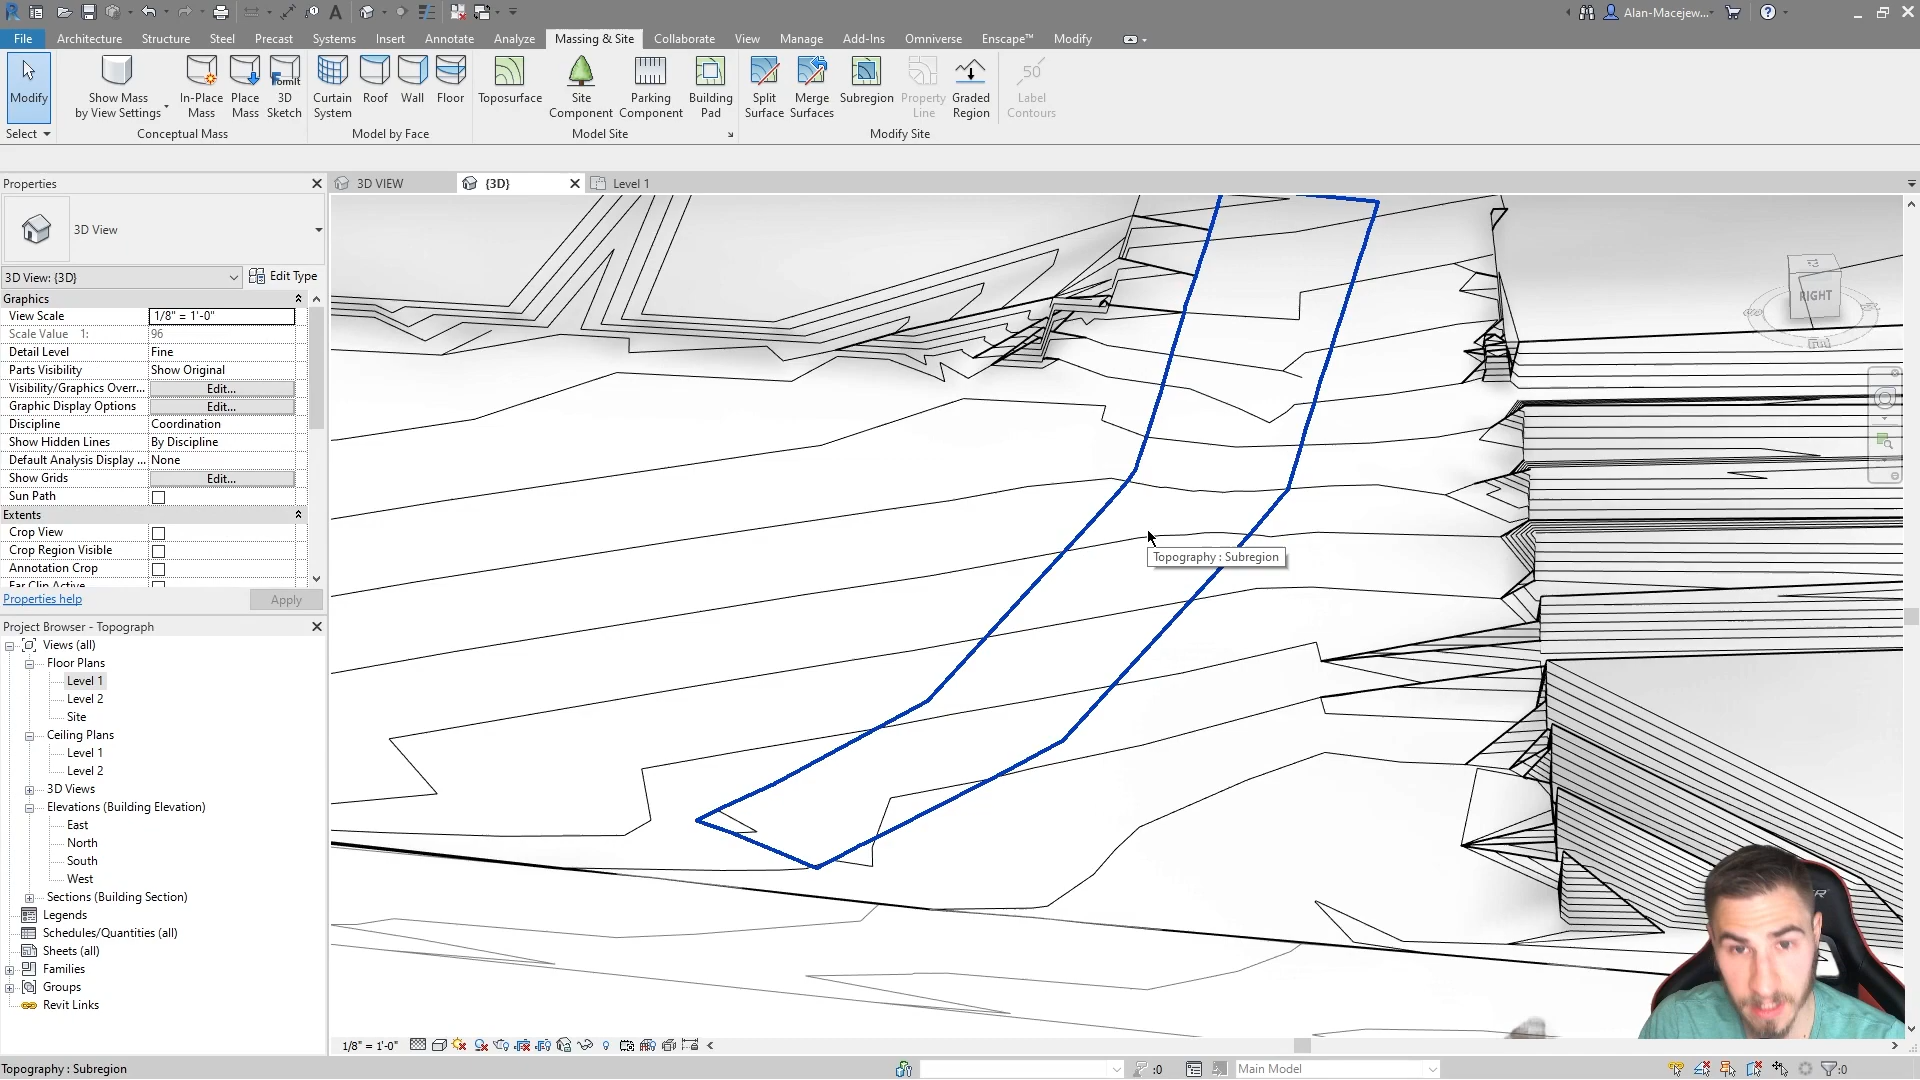 Alan-Macejew...
File
Architecture
Structure
Steel
Precast
Systems
Insert
Annotate
Analyze
Massing & Site
Collaborate
View
Manage
Add-Ins
Omniverse
Enscape™
Modify
Modify
Show Mass
by View Settings
In-Place
Mass
Place
Mass
FormIt
3D
Sketch
Curtain
System
Roof
Wall
Floor
Toposurface
Site
Component
Parking
Component
Building
Pad
Split
Surface
Merge
Surfaces
Subregion
Property
Line
Graded
Region
50
Label
Contours
Select
Conceptual Mass
Model by Face
Model Site
Modify Site
Properties
3D VIEW
{3D}
Level 1
3D View
3D View: {3D}
Edit Type
Graphics
View Scale
1/8" = 1'-0"
Scale Value 1:
96
Detail Level
Fine
Parts Visibility
Show Original
Visibility/Graphics Overr...
Edit...
Graphic Display Options
Edit...
Discipline
Coordination
Show Hidden Lines
By Discipline
Default Analysis Display ...
None
Show Grids
Edit...
Sun Path
Extents
Crop View
Crop Region Visible
Annotation Crop
Far Clip Active
Properties help
Apply
RIGHT
Topography : Subregion
Project Browser - Topograph
Views (all)
Floor Plans
Level 1
Level 2
Site
Ceiling Plans
Level 1
Level 2
3D Views
Elevations (Building Elevation)
East
North
South
West
Sections (Building Section)
Legends
Schedules/Quantities (all)
Sheets (all)
Families
Groups
Revit Links
1/8" = 1'-0"
Topography : Subregion
:0
Main Model
:0